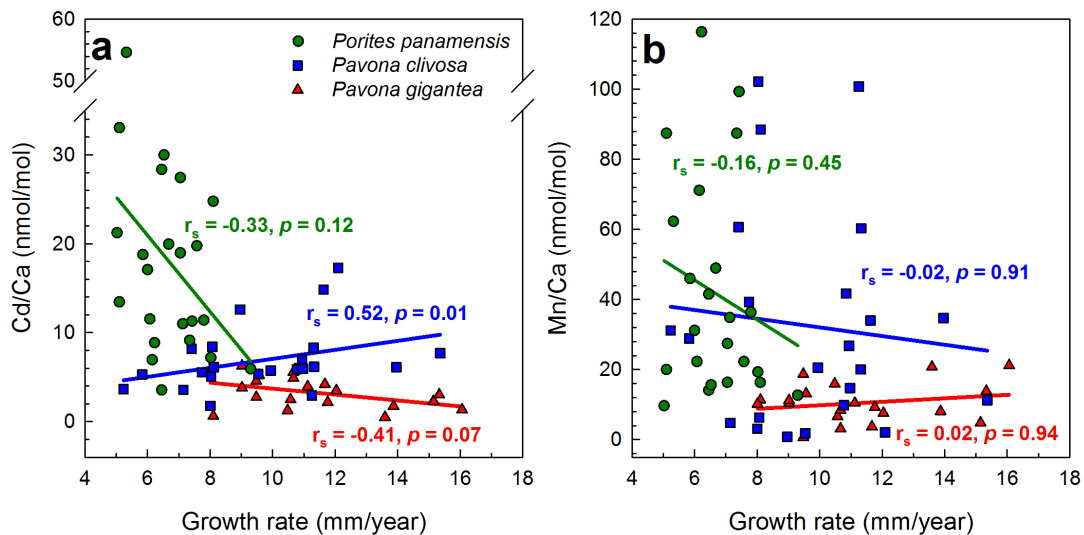 a
Porites panamensis
Pavona clivosa
Pavona gigantea
60
50
30
20
10
0
Cd/Ca (nmol/mol)
rs = -0.33, p = 0.12
rs = 0.52, p = 0.01
rs = -0.41, p = 0.07
4 6 8 10 12 14 16 18
Growth rate (mm/year)
b
120
100
80
60
40
20
0
Mn/Ca (nmol/mol)
rs = -0.16, p = 0.45
rs = -0.02, p = 0.91
rs = 0.02, p = 0.94
4 6 8 10 12 14 16 18
Growth rate (mm/year)